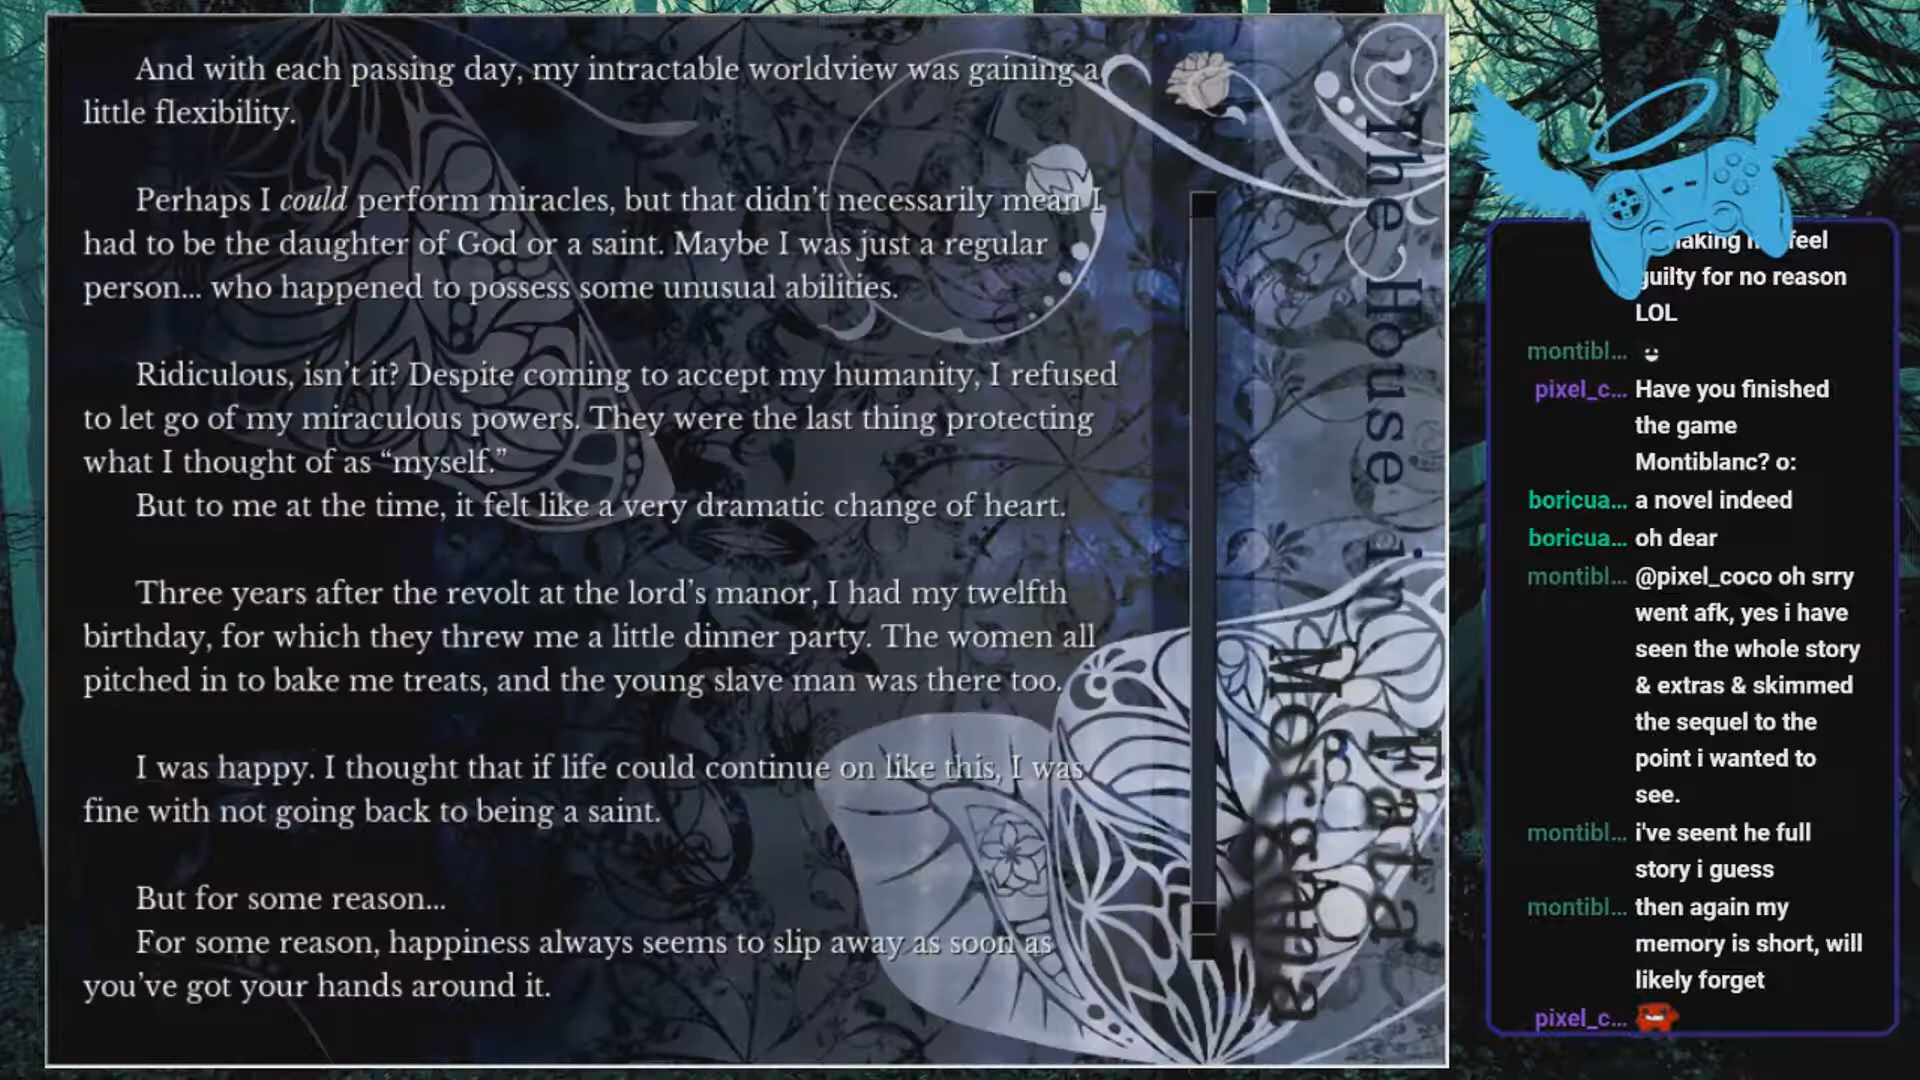 And with each passing day, my intractable worldview was gaining a
little flexibility.
Perhaps I could perform miracles, but that didn't necessarily mean I
had to be the daughter of God or a saint. Maybe I was just a regular
person... who happened to possess some unusual abilities.
Ridiculous, isn't it? Despite coming to accept my humanity, I refused
to let go of my miraculous powers. They were the last thing protecting
what I thought of as “myself.”
But to me at the time, it felt like a very dramatic change of heart.
Three years after the revolt at the lord's manor, I had my twelfth
birthday, for which they threw me a little dinner party. The women all
pitched in to bake me treats, and the young slave man was there too.
I was happy. I thought that if life could continue on like this, I was
fine with not going back to being a saint.
But for some reason...
For some reason, happiness always seems to slip away as soon as
you've got your hands around it.
The House in
Fata
Morgana
feel
guilty for no reason
LOL
montibl...
pixel_c... Have you finished
the game
Montiblanc? o:
boricua... a novel indeed
boricua... oh dear
montibl... @pixel_coco oh srry
went afk, yes i have
seen the whole story
& extras & skimmed
the sequel to the
point i wanted to
see.
montibl... i've seent he full
story i guess
montibl... then again my
memory is short, will
likely forget
pixel_c...